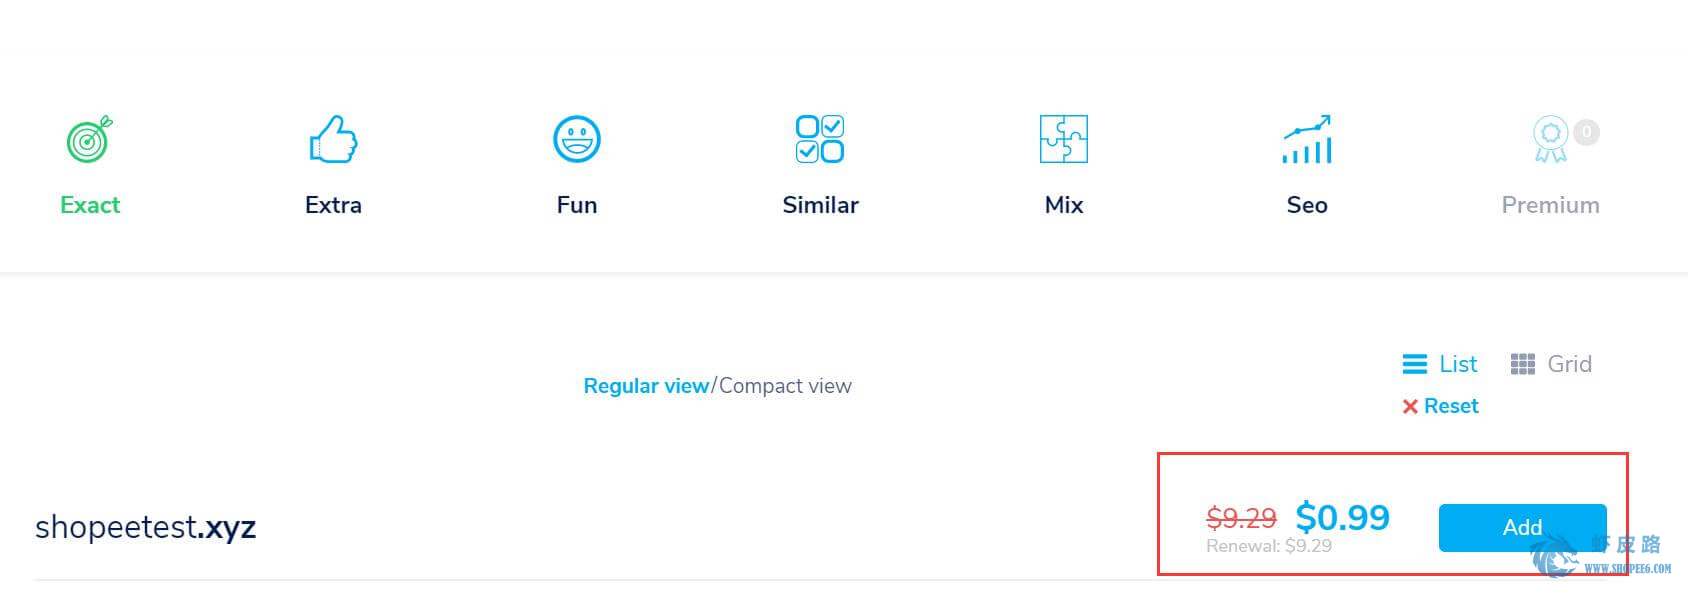 0
Exact
Extra
Fun
Similar
Mix
Seo
Premium
List
Grid
Regular view/Compact view
Reset
shopeetest.xyz
$9.29 $0.99
Renewal: $9.29
Add
虾皮路
WWW.SHOPEE6.COM